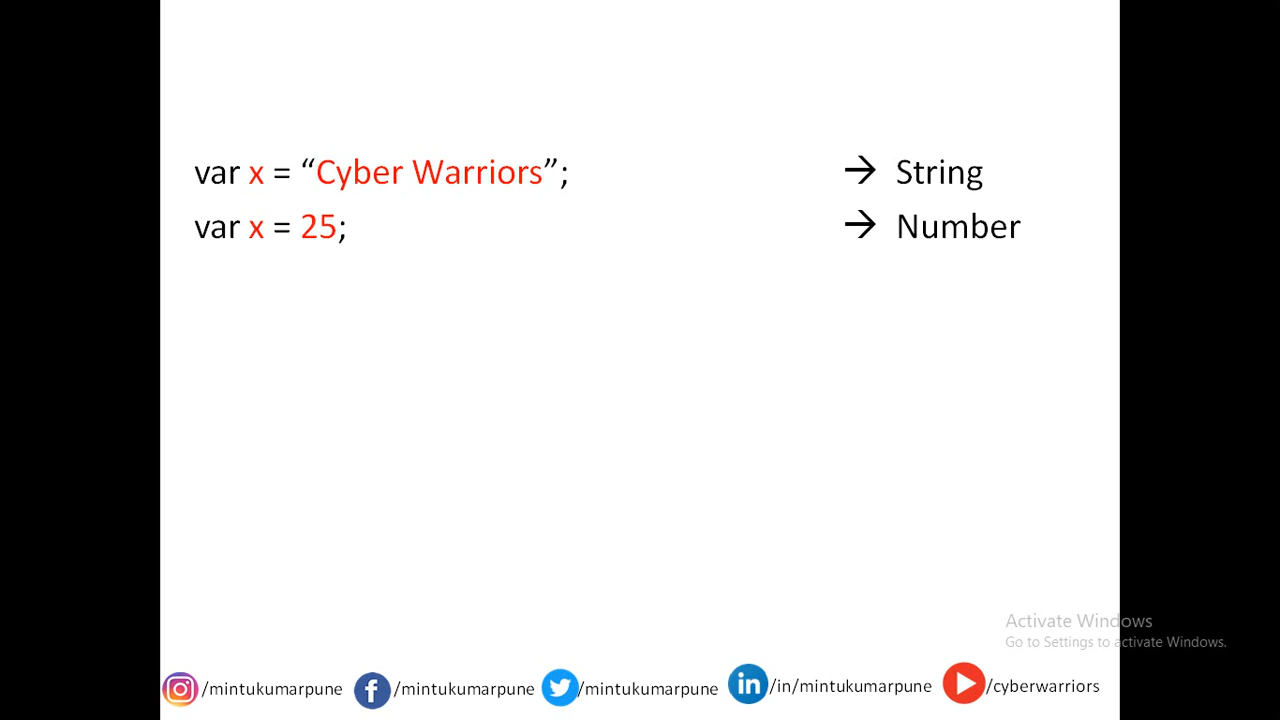 var x = “Cyber Warriors”; → String
var x = 25; → Number
Activate Windows
Go to Settings to activate Windows.
/mintukumarpune /mintukumarpune /mintukumarpune in /in/mintukumarpune /cyberwarriors